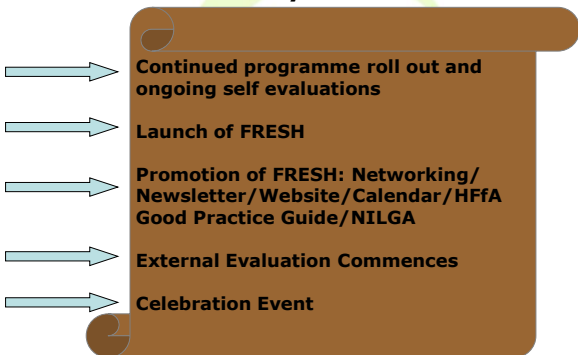 Continued programme roll out and
ongoing self evaluations
Launch of FRESH
Promotion of FRESH: Networking/
Newsletter/Website/Calendar/HFfA
Good Practice Guide/NILGA
External Evaluation Commences
Celebration Event